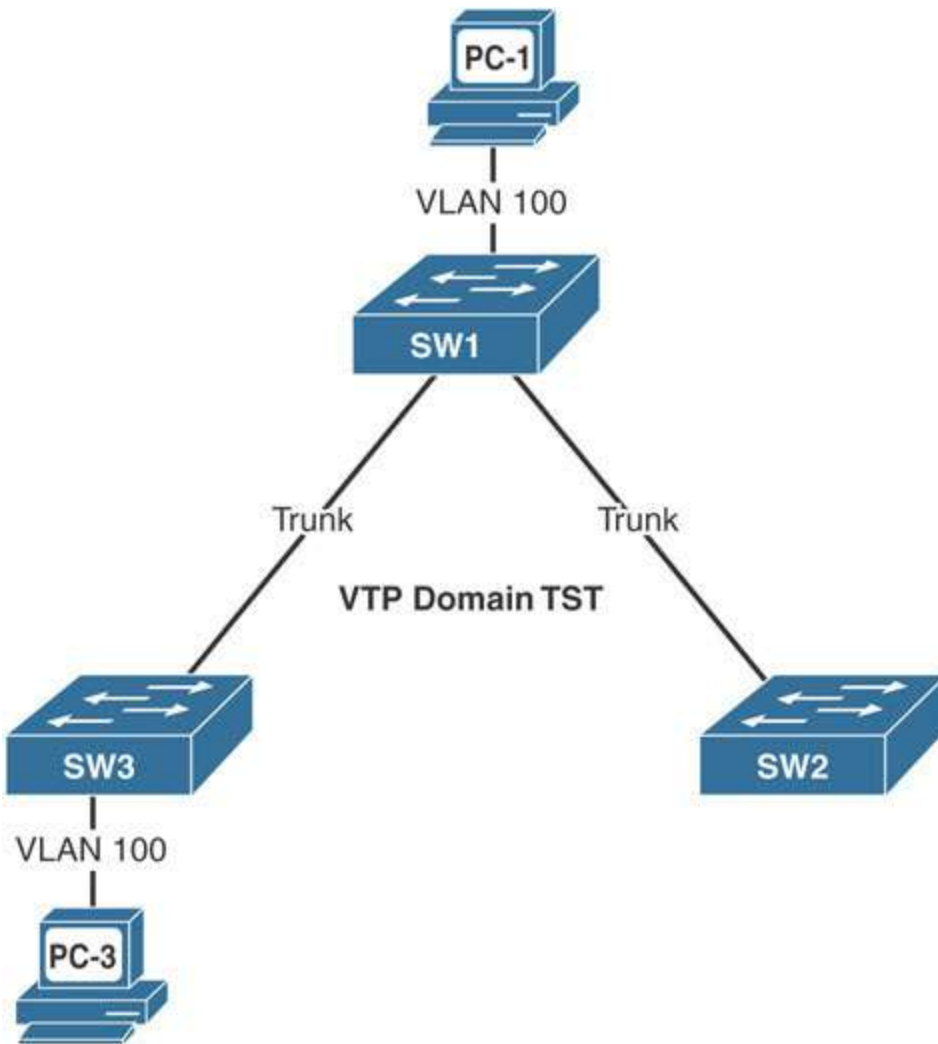 PC-1
VLAN 100
SW1
Trunk
Trunk
VTP Domain TST
SW3
SW2
VLAN 100
PC-3